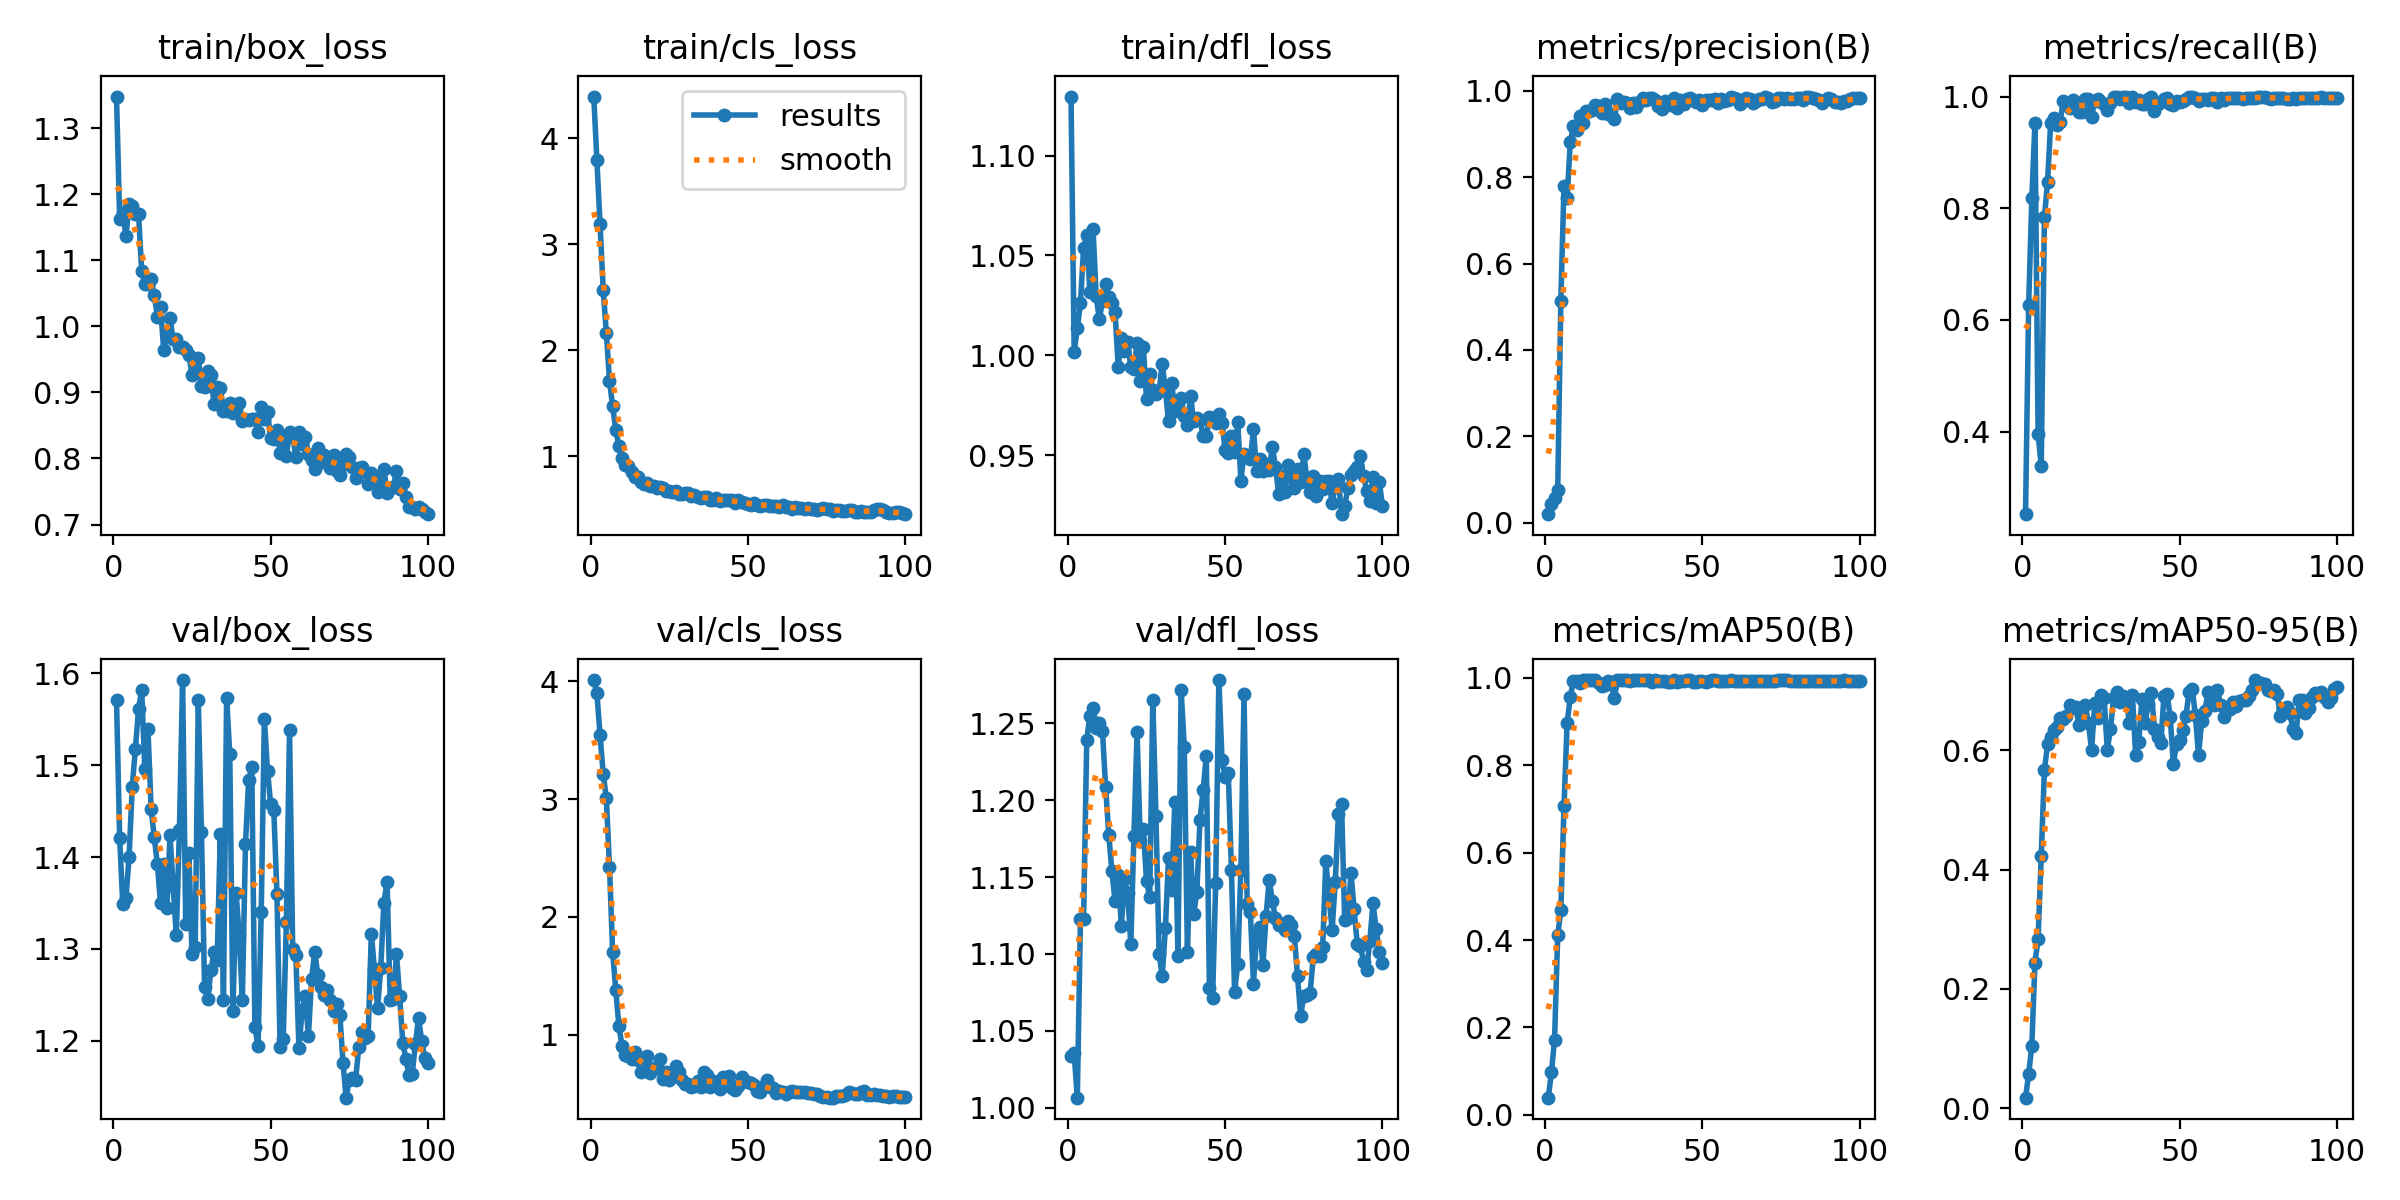 train/box_loss
1.3
1.2
1.1
1.0
0.9
0.8
0.7
0 50 100
train/cls_loss
results
smooth
4
3
2
1
0 50 100
train/dfl_loss
1.10
1.05
1.00
0.95
0 50 100
metrics/precision(B)
1.0
0.8
0.6
0.4
0.2
0.0
0 50 100
metrics/recall(B)
1.0
0.8
0.6
0.4
0 50 100
val/box_loss
1.6
1.5
1.4
1.3
1.2
0 50 100
val/cls_loss
4
3
2
1
0 50 100
val/dfl_loss
1.25
1.20
1.15
1.10
1.05
1.00
0 50 100
metrics/mAP50(B)
1.0
0.8
0.6
0.4
0.2
0.0
0 50 100
metrics/mAP50-95(B)
0.6
0.4
0.2
0.0
0 50 100